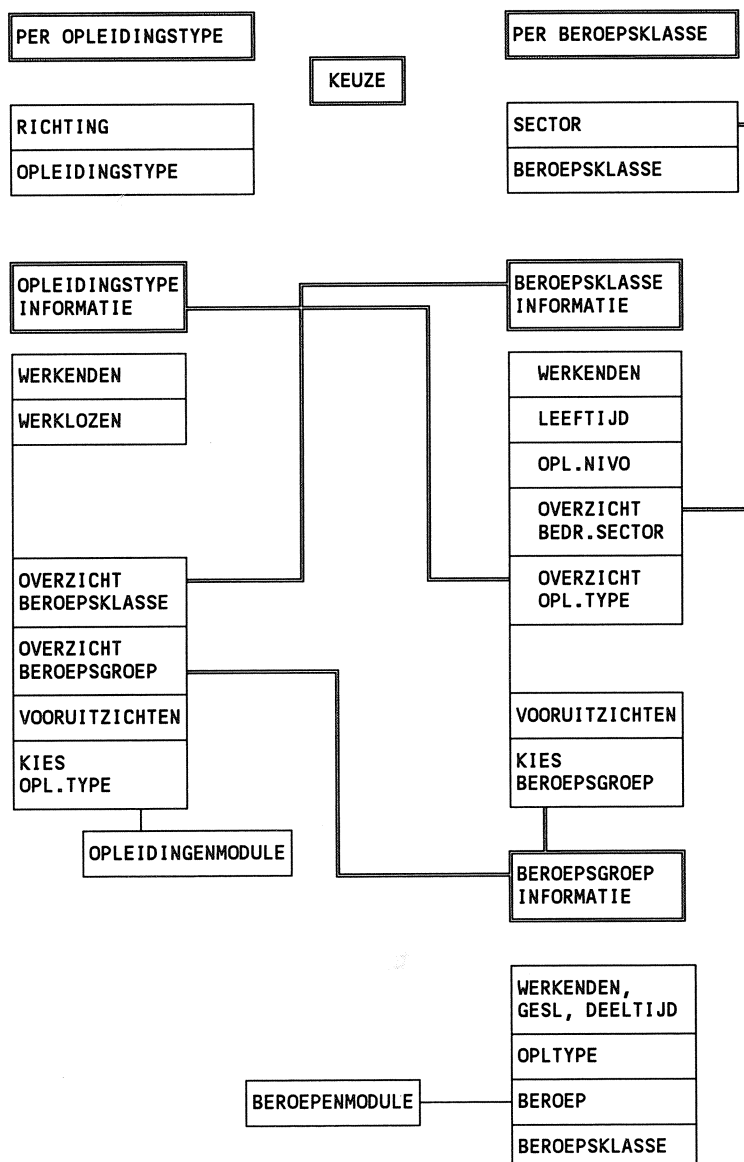 PER OPLEIDINGSTYPE
KEUZE
PER BEROEPSKLASSE
RICHTING
OPLEIDINGSTYPE
SECTOR
BEROEPSKLASSE
OPLEIDINGSTYPE
INFORMATIE
WERKENDEN
WERKLOZEN
OVERZICHT
BEROEPSKLASSE
OVERZICHT
BEROEPSGROEP
VOORUITZICHTEN
KIES
OPL.TYPE
OPLEIDINGENMODULE
BEROEPSKLASSE
INFORMATIE
WERKENDEN
LEEFTIJD
OPL.NIVO
OVERZICHT
BEDR.SECTOR
OVERZICHT
OPL.TYPE
VOORUITZICHTEN
KIES
BEROEPSGROEP
BEROEPSGROEP
INFORMATIE
WERKENDEN,
GESL, DEELTIJD
OPLTYPE
BEROEPENMODULE
BEROEP
BEROEPSKLASSE